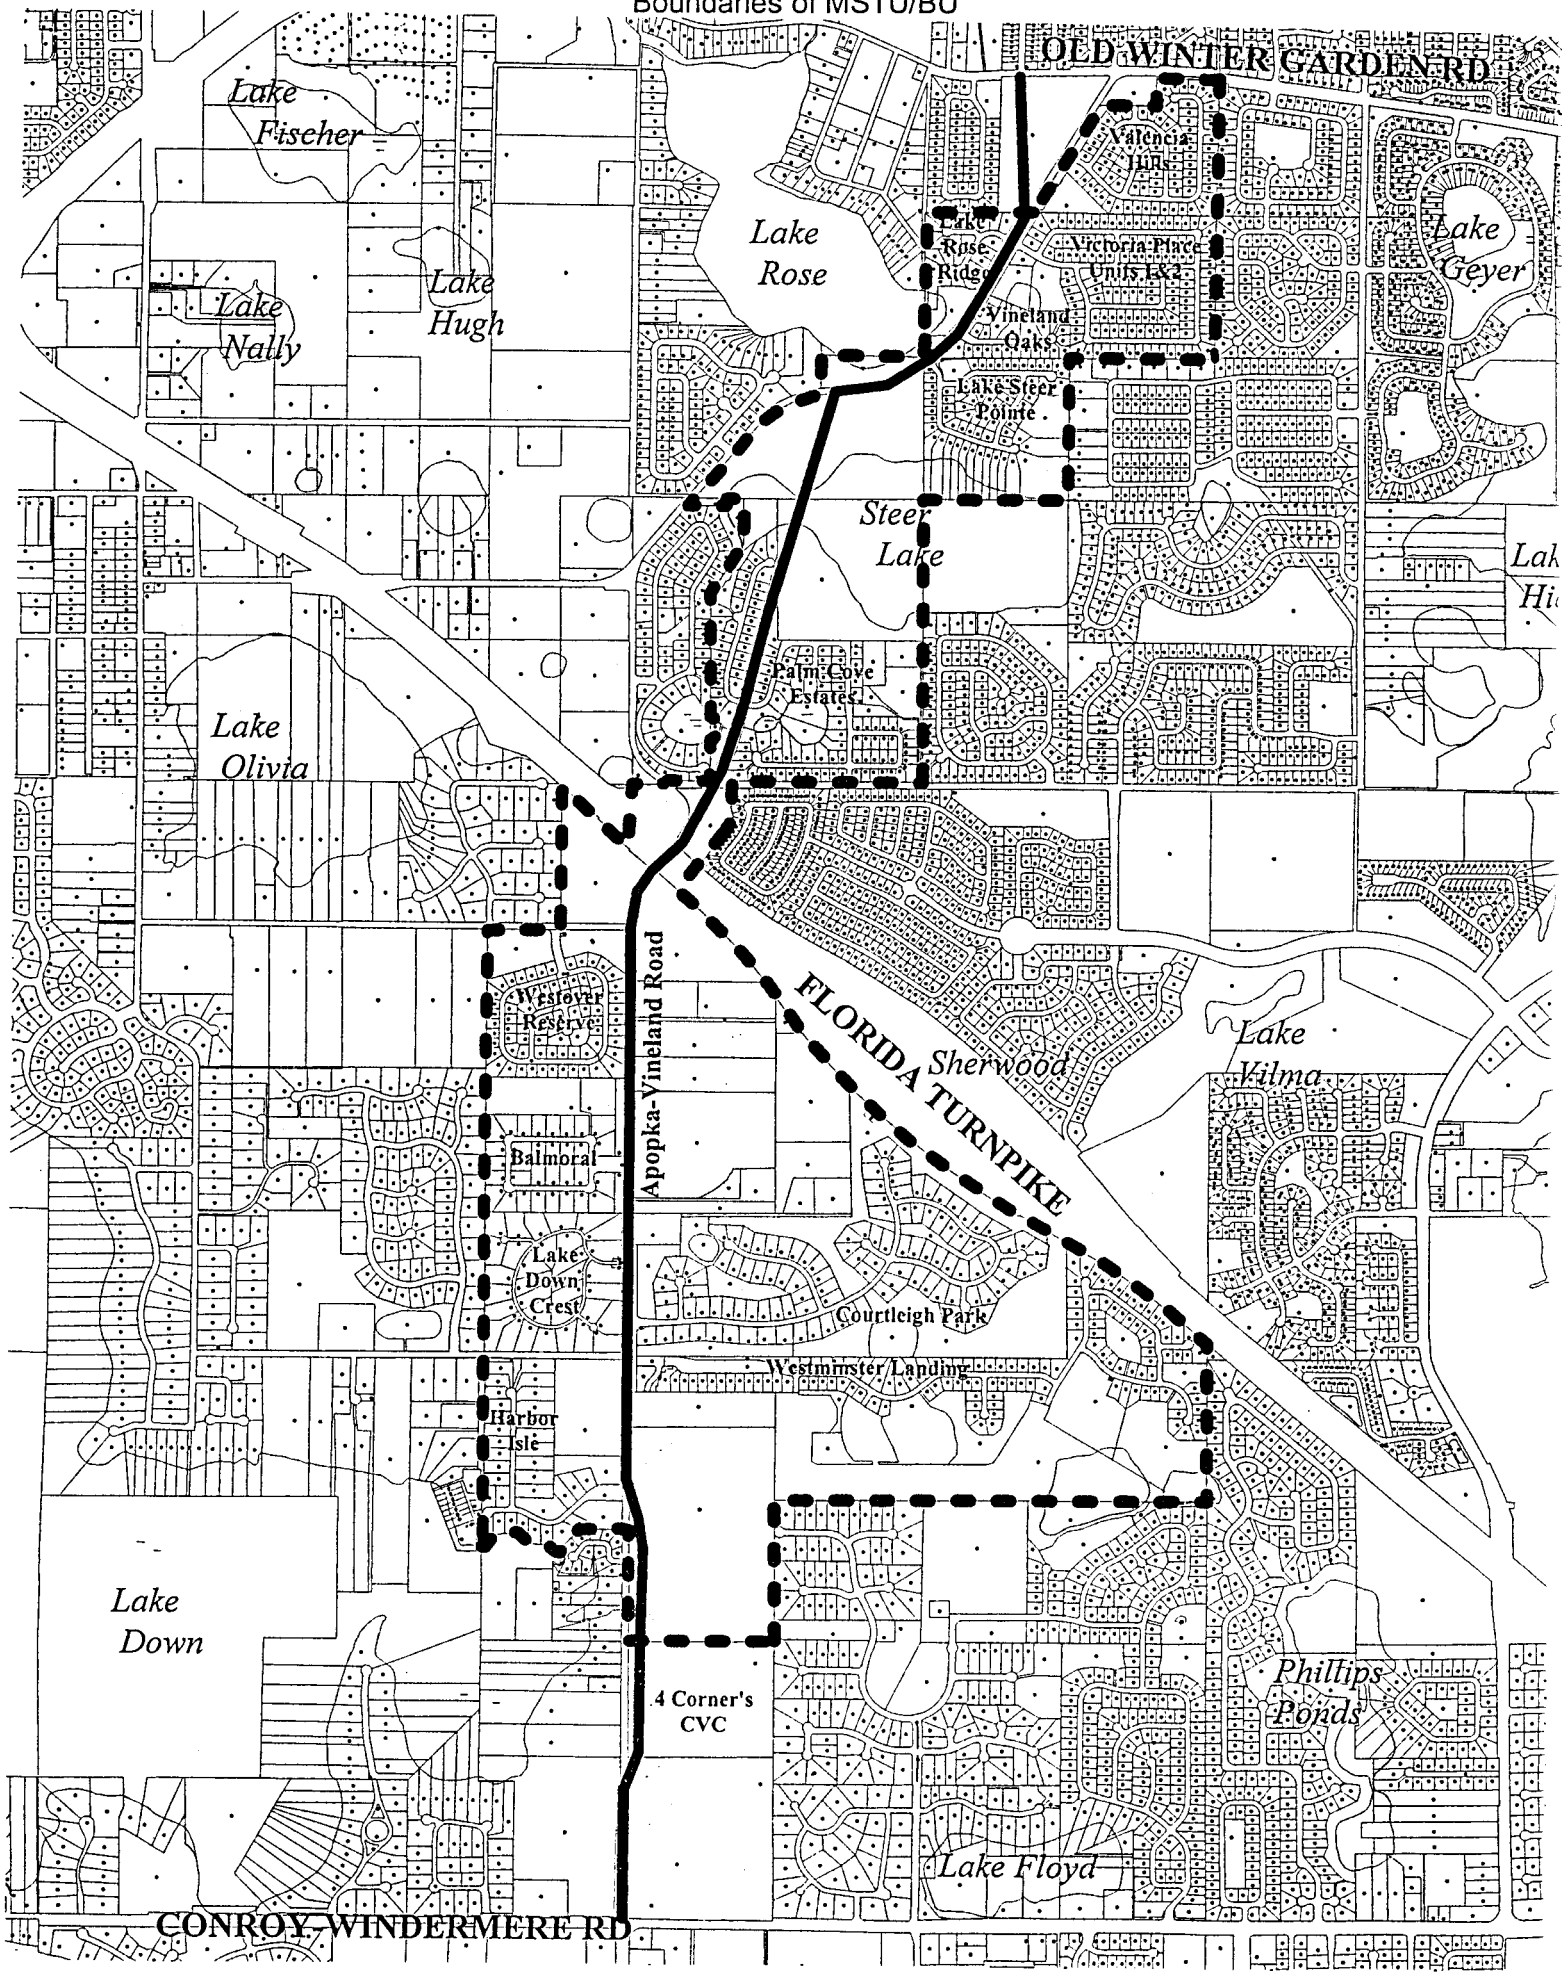 Boundaries of MSTU/BU
OLD WINTER GARDEN RD
Lake
Fischer
Valencia
Hills
Lake
Rose
Lake
Rose
Ridge
Victoria Place
Units 1&2
Lake
Geyer
Lake
Hugh
Lake
Nally
Vineland
Oaks
Lake Steer
Pointe
Steer
Lake
Lak
Hi
Palm Cove
Estates
Lake
Olivia
Apopka-Vineland Road
Westover
Reserve
FLORIDA TURNPIKE
Sherwood
Lake
Vilma
Balmoral
Lake
Down
Crest
Courtleigh Park
Westminster Landing
Harbor
Isle
Lake
Down
4 Corner's
CVC
Phillips
Ponds
Lake Floyd
CONROY-WINDERMERE RD